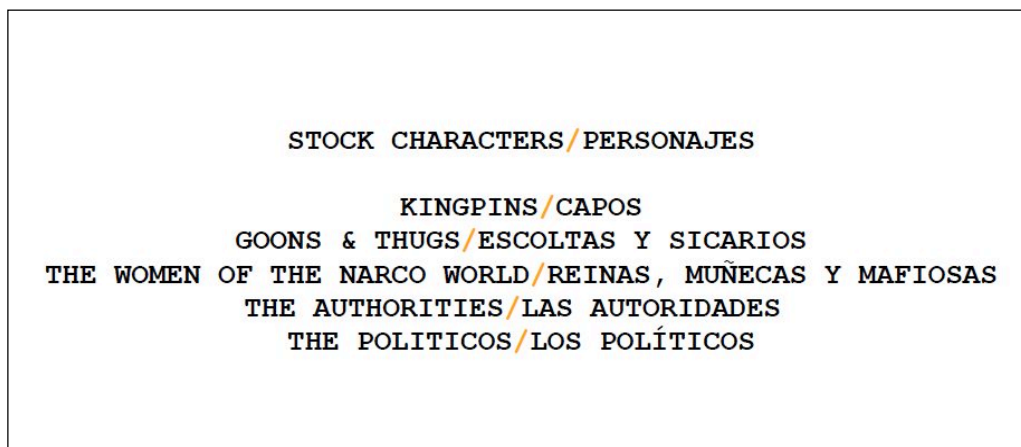 STOCK CHARACTERS/PERSONAJES
KINGPINS/CAPOS
GOONS & THUGS/ESCOLTAS Y SICARIOS
THE WOMEN OF THE NARCO WORLD/REINAS, MUÑECAS Y MAFIOSAS
THE AUTHORITIES/LAS AUTORIDADES
THE POLITICOS/LOS POLÍTICOS